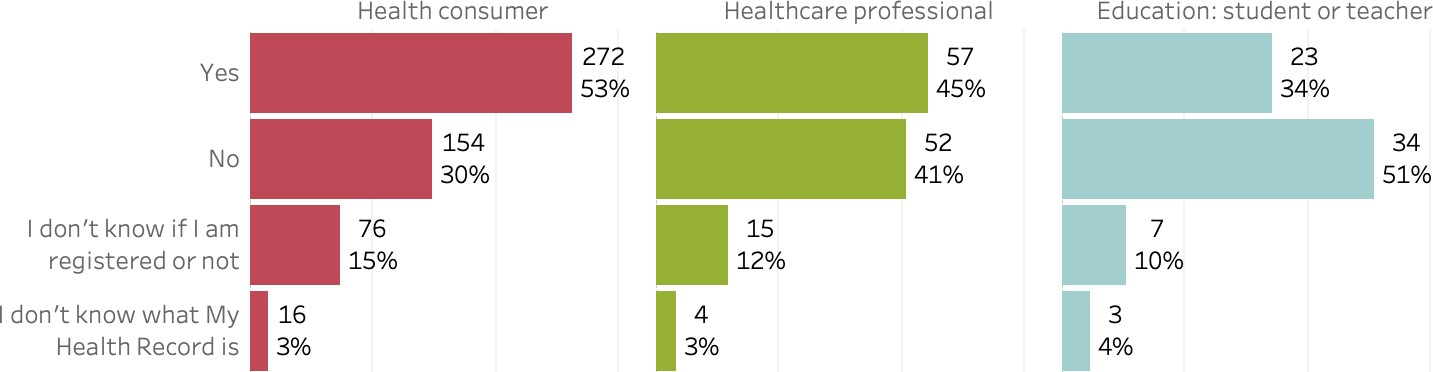 Health consumer
Healthcare professional
Education: student or teacher
Yes
272
53%
57
45%
23
34%
No
154
30%
52
41%
34
51%
I don't know if I am
registered or not
76
15%
15
12%
7
10%
I don't know what My
Health Record is
16
3%
4
3%
3
4%